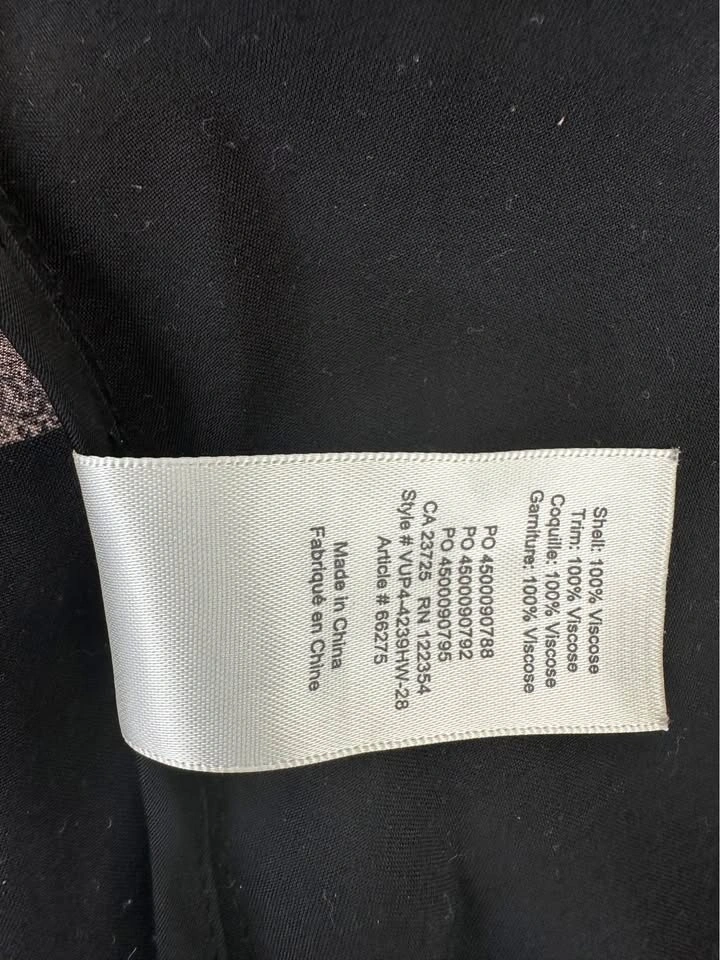 Shell: 100% Viscose
Trim: 100% Viscose
Coquille: 100% Viscose
Garniture: 100% Viscose
PO 4500090788
PO 4500090792
PO 4500090795
CA 23725 RN 122354
Style # VUP4-4239HW-28
Article # 66275
Made in China
Fabriqué en Chine